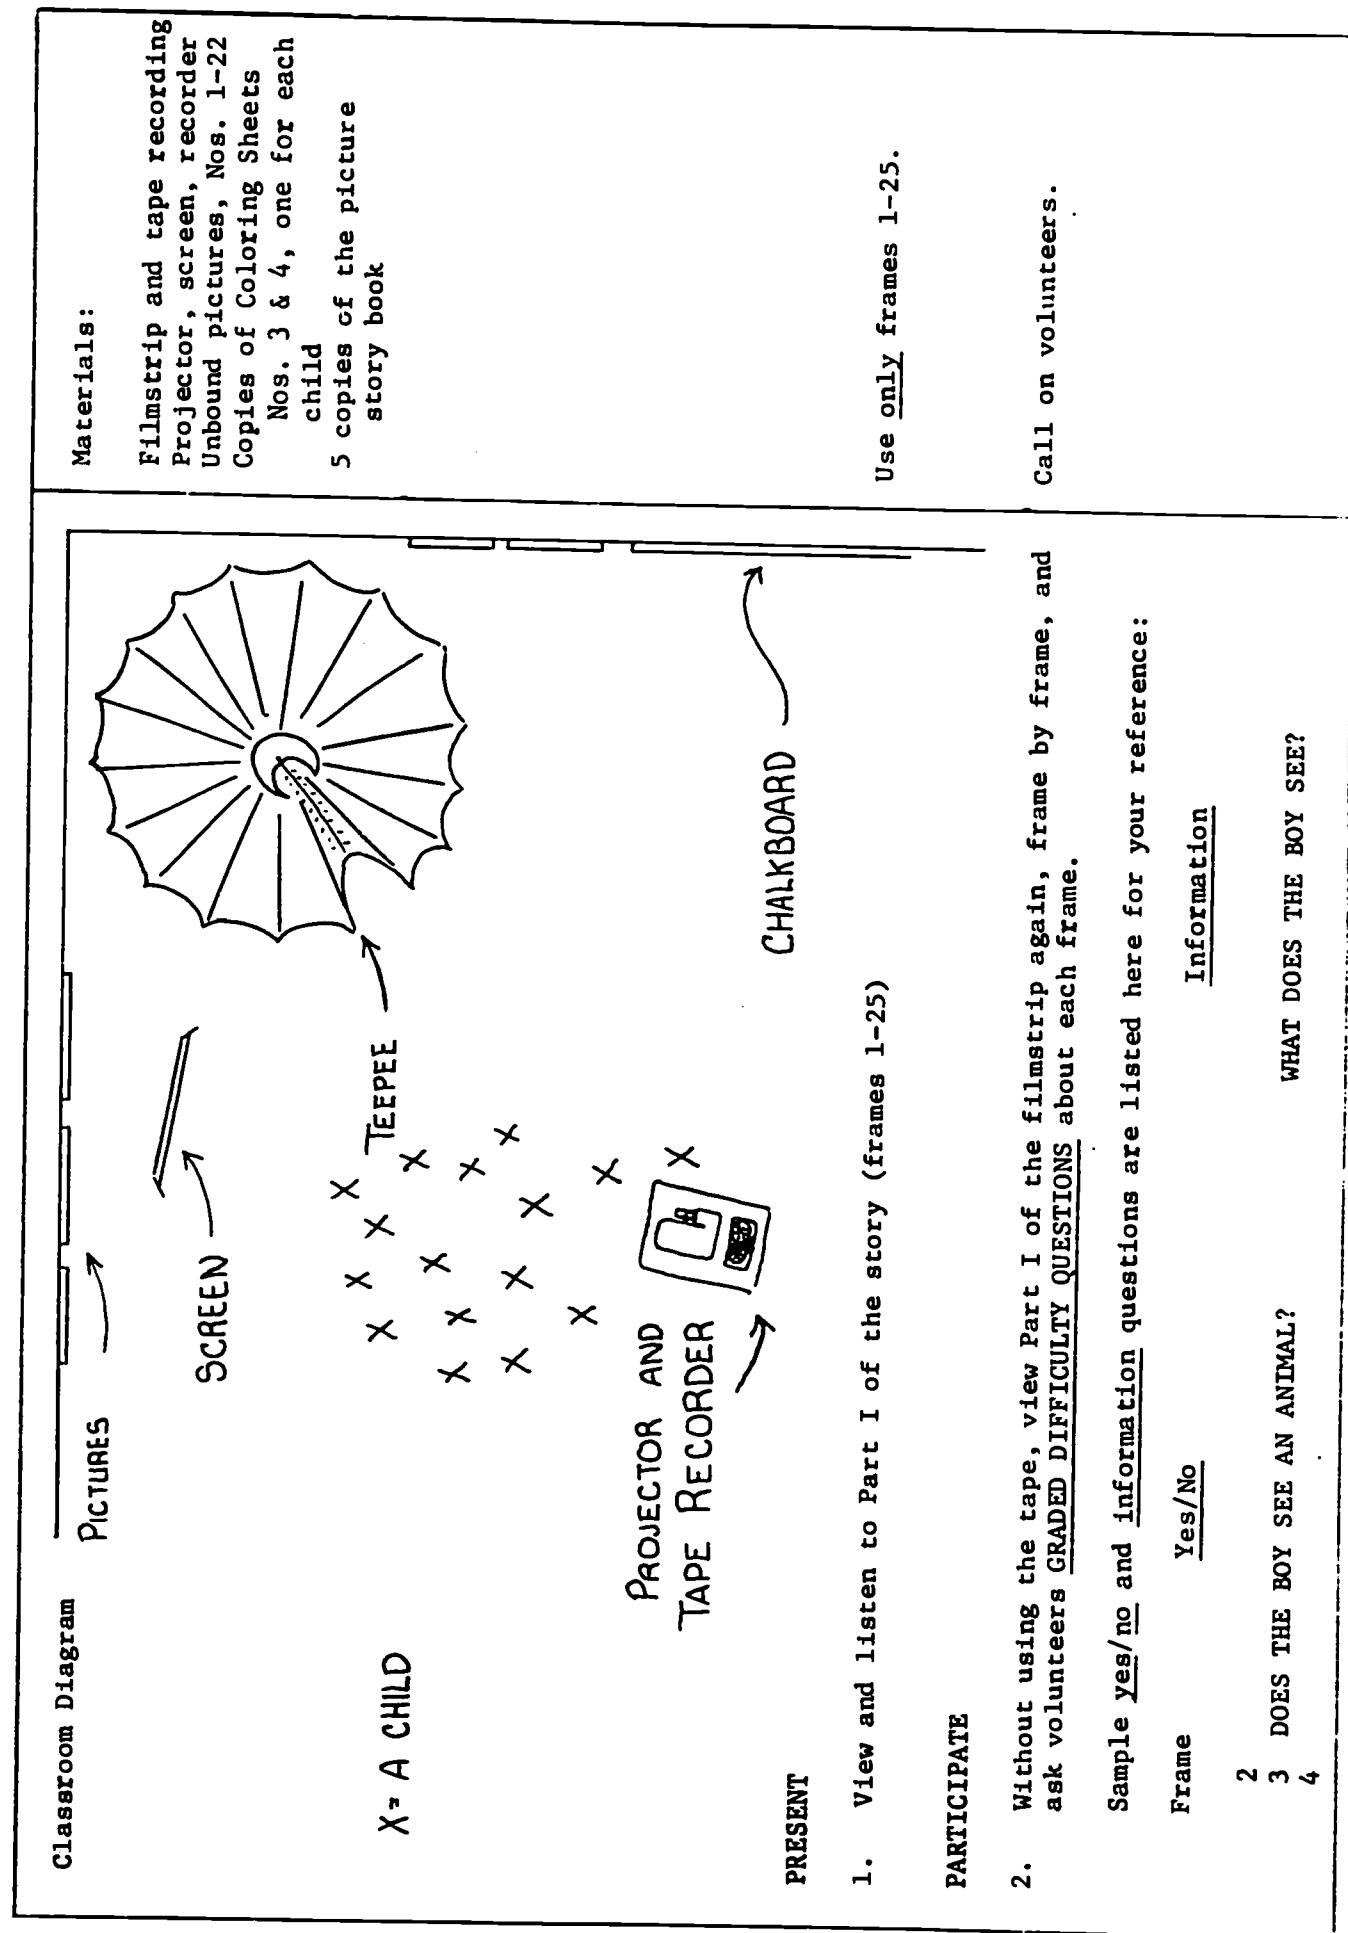 Classroom Diagram
PICTURES
SCREEN
TEEPEE
X = A CHILD
PROJECTOR AND
TAPE RECORDER
CHALKBOARD
Materials:
Filmstrip and tape recording
Projector, screen, recorder
Unbound pictures, Nos. 1-22
Copies of Coloring Sheets
Nos. 3 & 4, one for each
child
5 copies of the picture
story book
PRESENT
1. View and listen to Part I of the story (frames 1-25)
Use only frames 1-25.
PARTICIPATE
2. Without using the tape, view Part I of the filmstrip again, frame by frame, and
ask volunteers GRADED DIFFICULTY QUESTIONS about each frame.
Call on volunteers.
Sample yes/no and information questions are listed here for your reference:
Frame Yes/No Information
2
3 DOES THE BOY SEE AN ANIMAL? WHAT DOES THE BOY SEE?
4